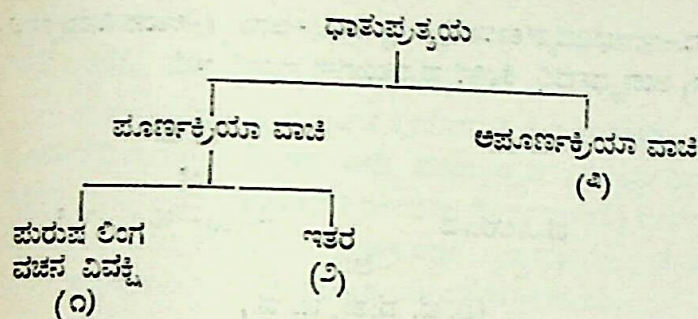 ಧಾತುಪ್ರತ್ಯಯ
ಪೂರ್ಣಕ್ರಿಯಾ ವಾಚಿ
ಅಪೂರ್ಣಕ್ರಿಯಾ ವಾಚಿ
(೩)
ಪುರುಷ ಲಿಂಗ
ವಚನ ವಿವಕ್ಷಿ
(೧)
ಇತರ
(೨)